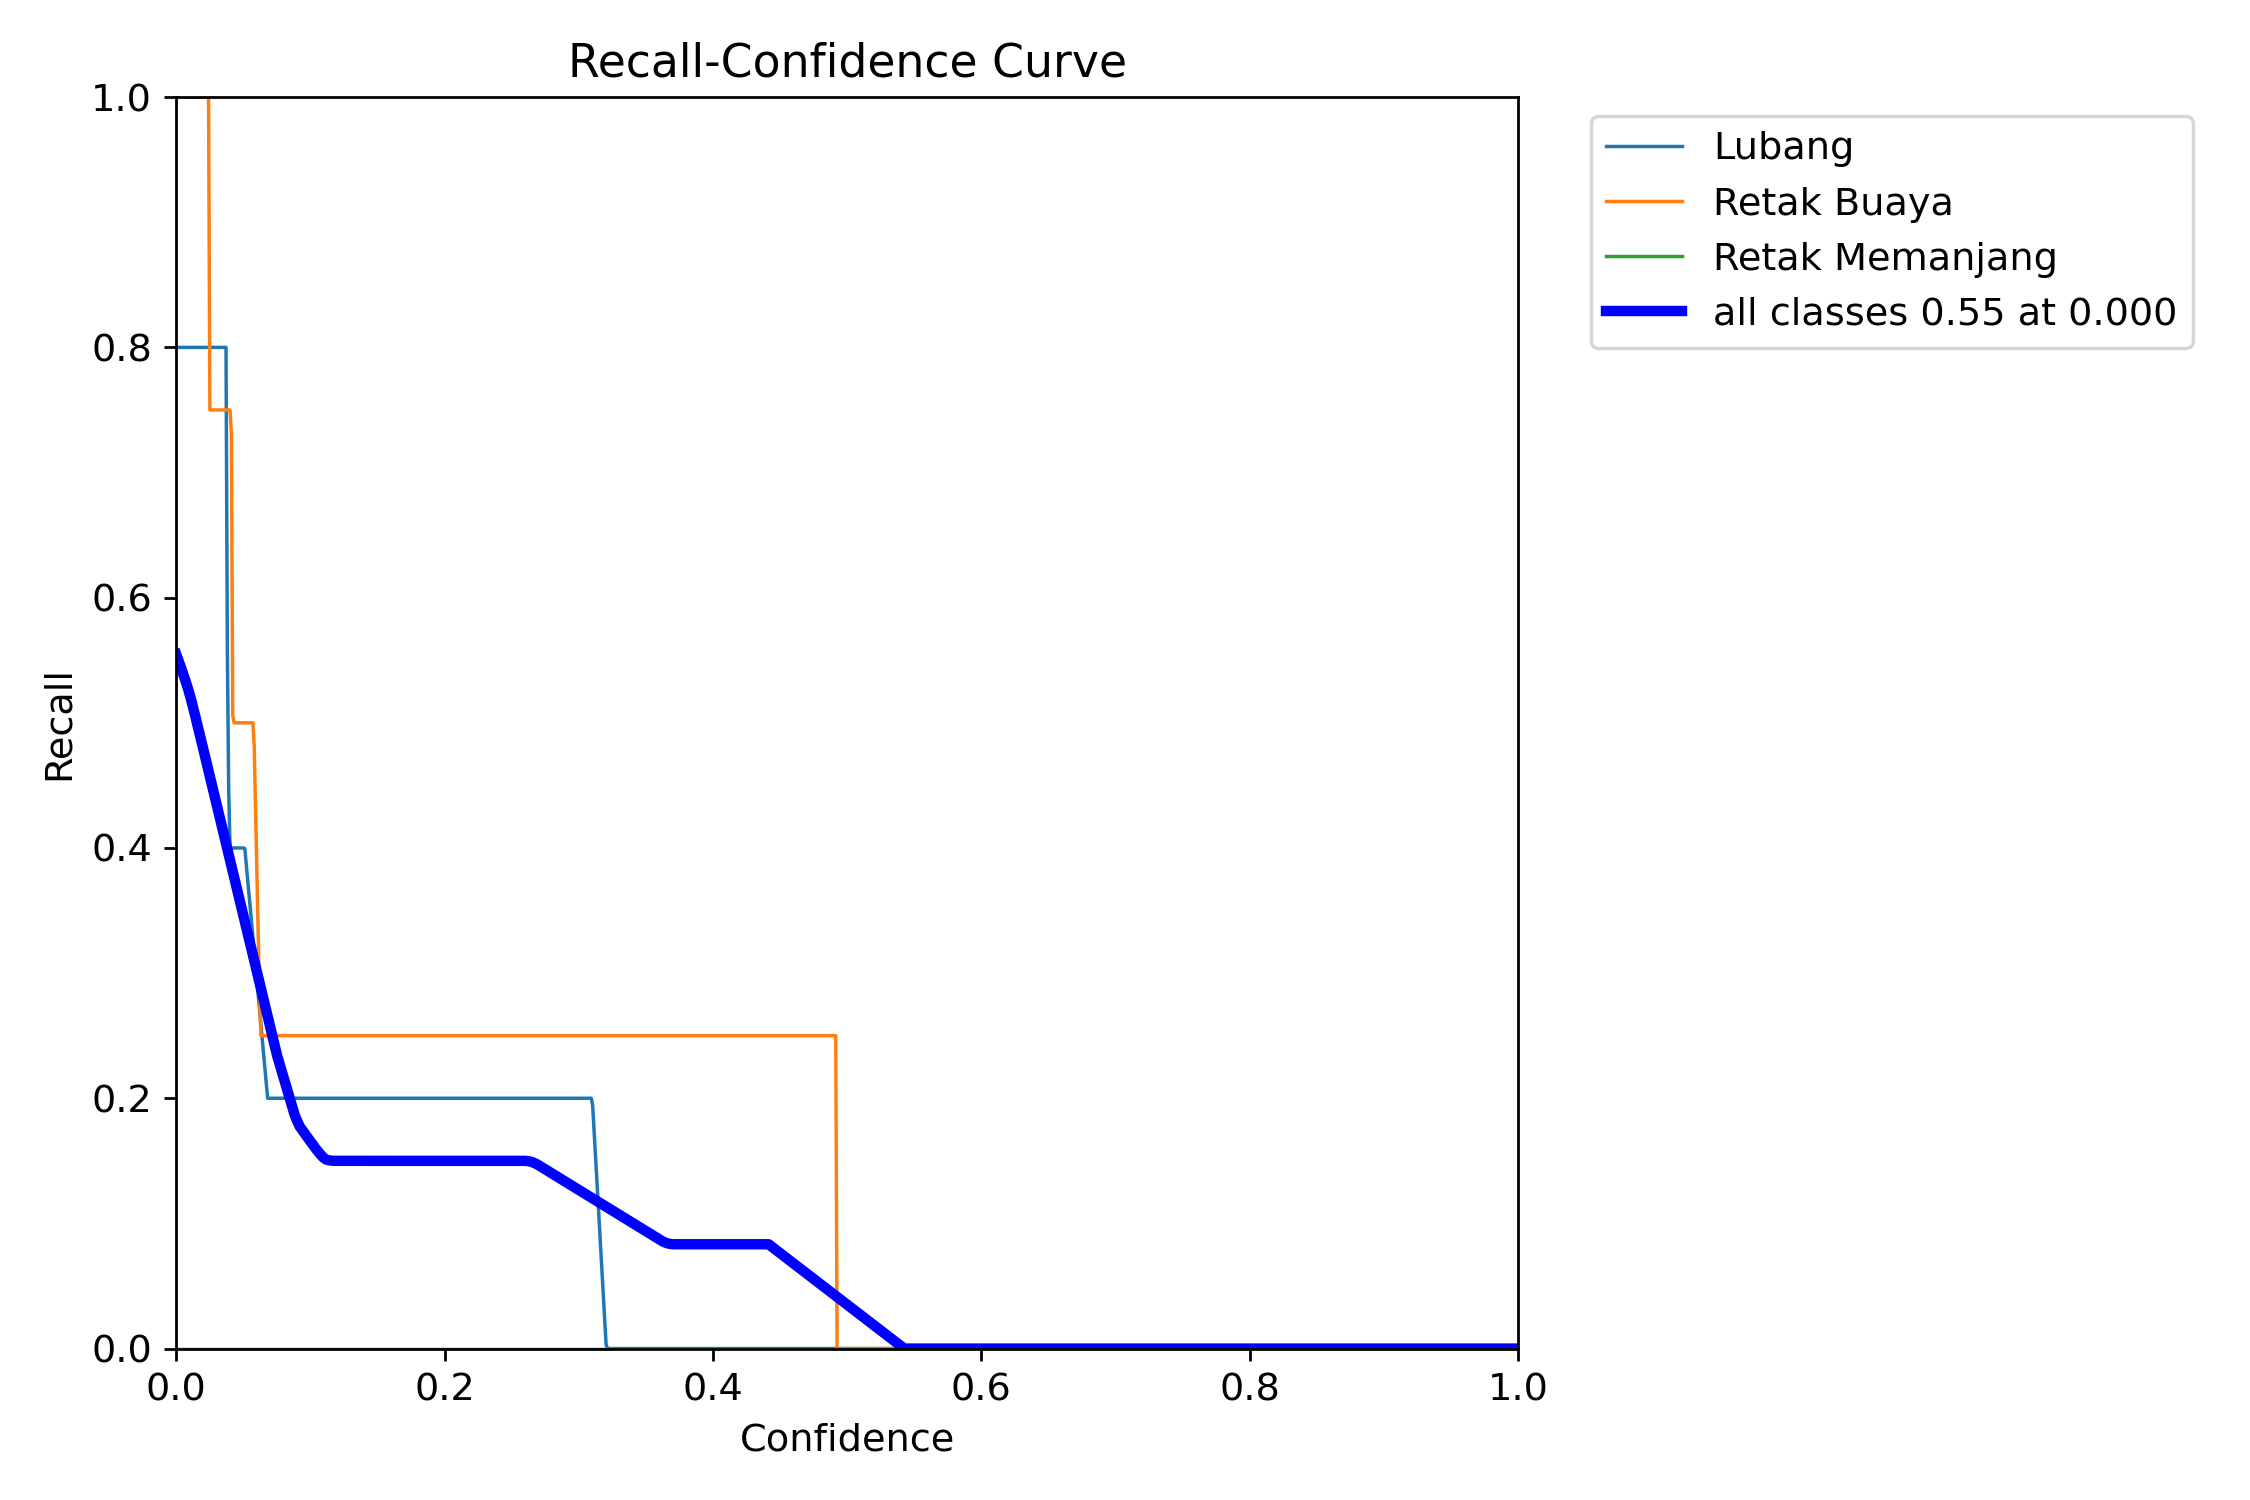 Recall-Confidence Curve
1.0
0.8
0.6
0.4
0.2
0.0
Recall
0.0 0.2 0.4 0.6 0.8 1.0
Confidence
Lubang
Retak Buaya
Retak Memanjang
all classes 0.55 at 0.000